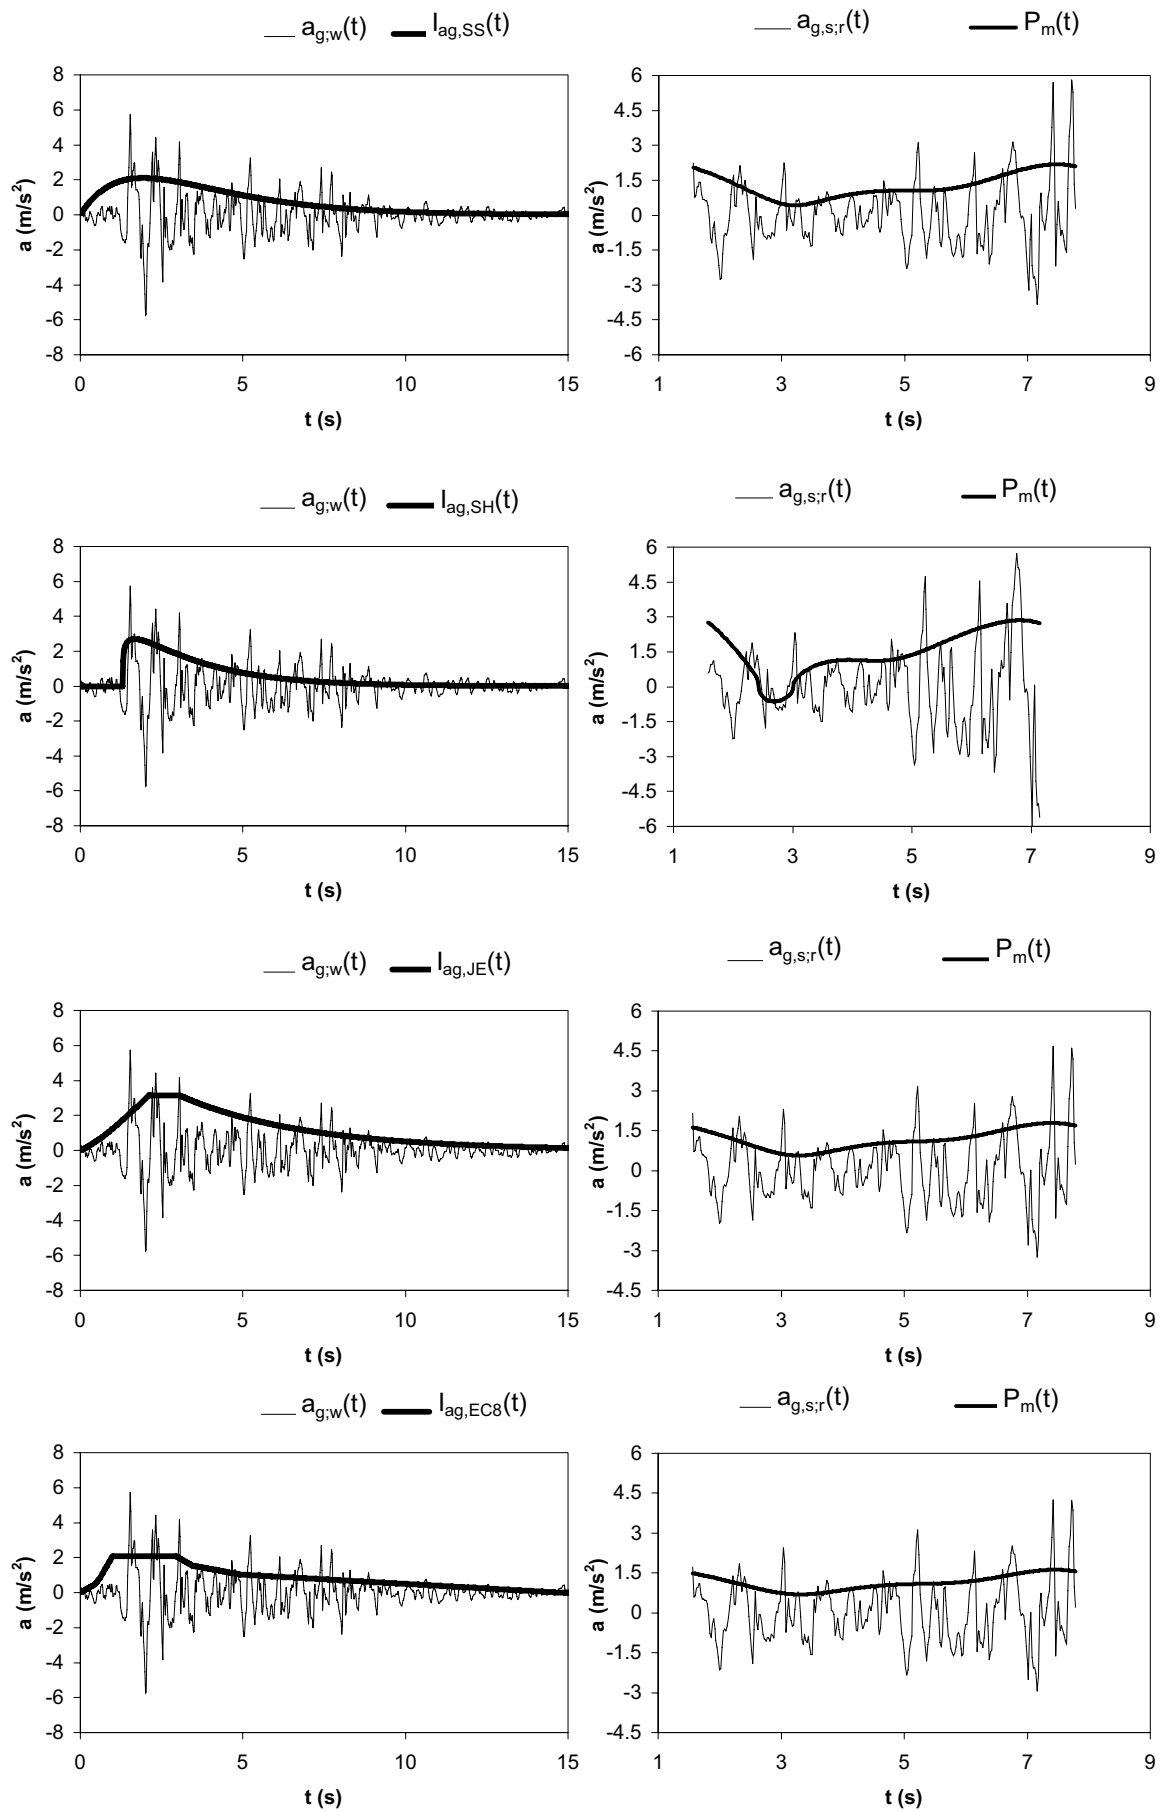 a_g;w(t) I_ag,SS(t)
8
6
4
2
0
-2
-4
-6
-8
a (m/s²)
0 5 10 15
t (s)
a_g,s;r(t) P_m(t)
6
4.5
3
1.5
0
-1.5
-3
-4.5
-6
a (m/s²)
1 3 5 7 9
t (s)
a_g;w(t) I_ag,SH(t)
8
6
4
2
0
-2
-4
-6
-8
a (m/s²)
0 5 10 15
t (s)
a_g,s;r(t) P_m(t)
6
4.5
3
1.5
0
-1.5
-3
-4.5
-6
a (m/s²)
1 3 5 7 9
t (s)
a_g;w(t) I_ag,JE(t)
8
6
4
2
0
-2
-4
-6
-8
a (m/s²)
0 5 10 15
t (s)
a_g,s;r(t) P_m(t)
6
4.5
3
1.5
0
-1.5
-3
-4.5
a (m/s²)
1 3 5 7 9
t (s)
a_g;w(t) I_ag,EC8(t)
8
6
4
2
0
-2
-4
-6
-8
a (m/s²)
0 5 10 15
t (s)
a_g,s;r(t) P_m(t)
6
4.5
3
1.5
0
-1.5
-3
-4.5
a (m/s²)
1 3 5 7 9
t (s)